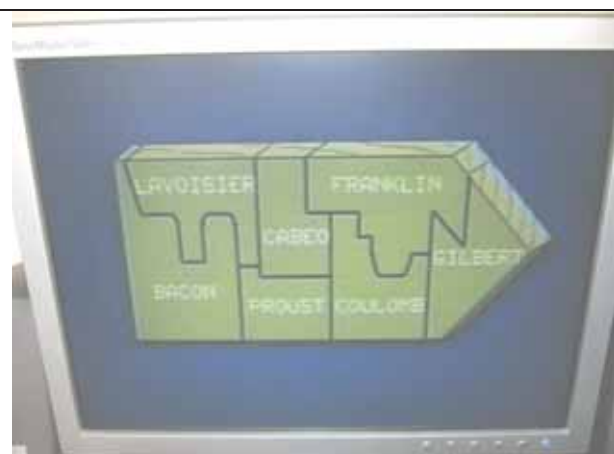 LAVOISIER
FRANKLIN
CABEO
GILBERT
BACON
PROUST
COULOMB